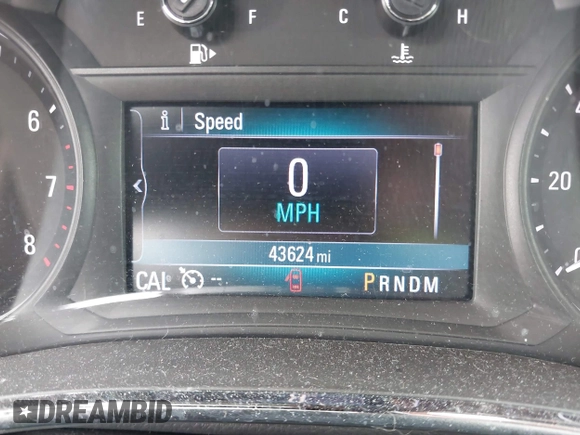 E F C H
6
7
8
i Speed
0
MPH
43624 mi
CAL -- PRNDM
20
DREAMBID